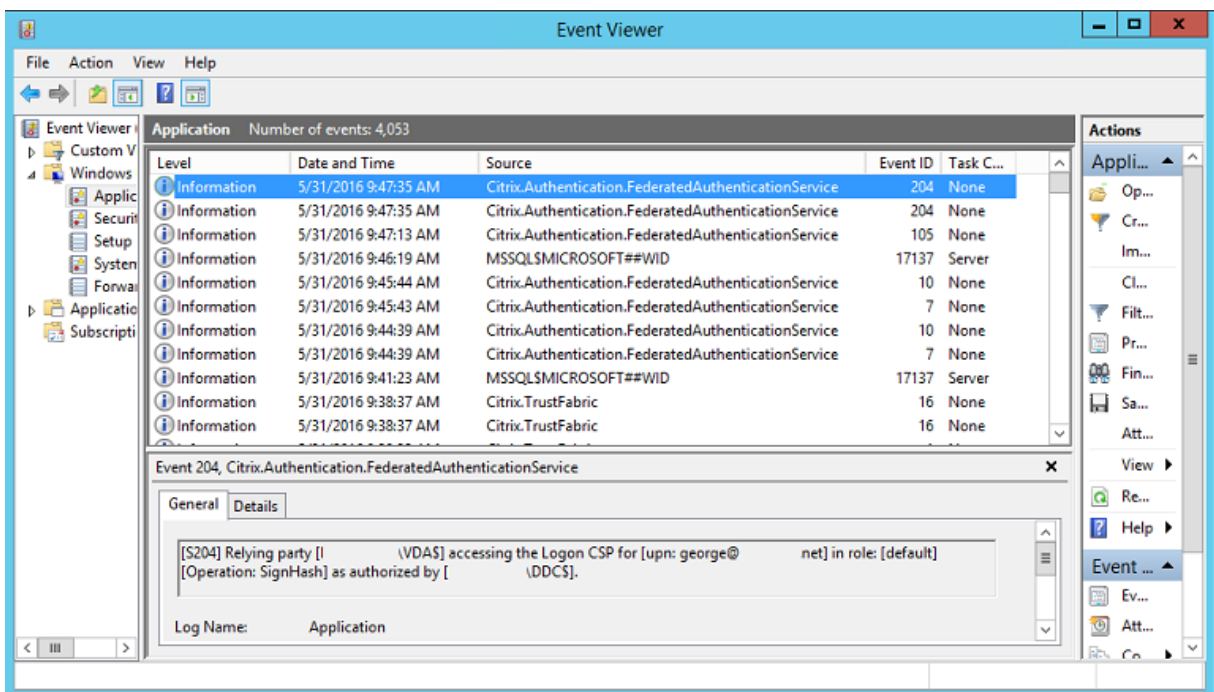 Event Viewer
File Action View Help
Event Viewer
Custom V
Windows
Applic
Securit
Setup
System
Forwar
Applicatio
Subscripti
Application Number of events: 4,053
Level Date and Time Source Event ID Task C...
Information 5/31/2016 9:47:35 AM Citrix.Authentication.FederatedAuthenticationService 204 None
Information 5/31/2016 9:47:35 AM Citrix.Authentication.FederatedAuthenticationService 204 None
Information 5/31/2016 9:47:13 AM Citrix.Authentication.FederatedAuthenticationService 105 None
Information 5/31/2016 9:46:19 AM MSSQL$MICROSOFT##WID 17137 Server
Information 5/31/2016 9:45:44 AM Citrix.Authentication.FederatedAuthenticationService 10 None
Information 5/31/2016 9:45:43 AM Citrix.Authentication.FederatedAuthenticationService 7 None
Information 5/31/2016 9:44:39 AM Citrix.Authentication.FederatedAuthenticationService 10 None
Information 5/31/2016 9:44:39 AM Citrix.Authentication.FederatedAuthenticationService 7 None
Information 5/31/2016 9:41:23 AM MSSQL$MICROSOFT##WID 17137 Server
Information 5/31/2016 9:38:37 AM Citrix.TrustFabric 16 None
Information 5/31/2016 9:38:37 AM Citrix.TrustFabric 16 None
Event 204, Citrix.Authentication.FederatedAuthenticationService
General Details
[S204] Relying party [ \VDA$] accessing the Logon CSP for [upn: george@ net] in role: [default]
[Operation: SignHash] as authorized by [ \DDC$].
Log Name: Application
Actions
Appli...
Op...
Cr...
Im...
Cl...
Filt...
Pr...
Fin...
Sa...
Att...
View
Re...
Help
Event ...
Ev...
Att...
Co...